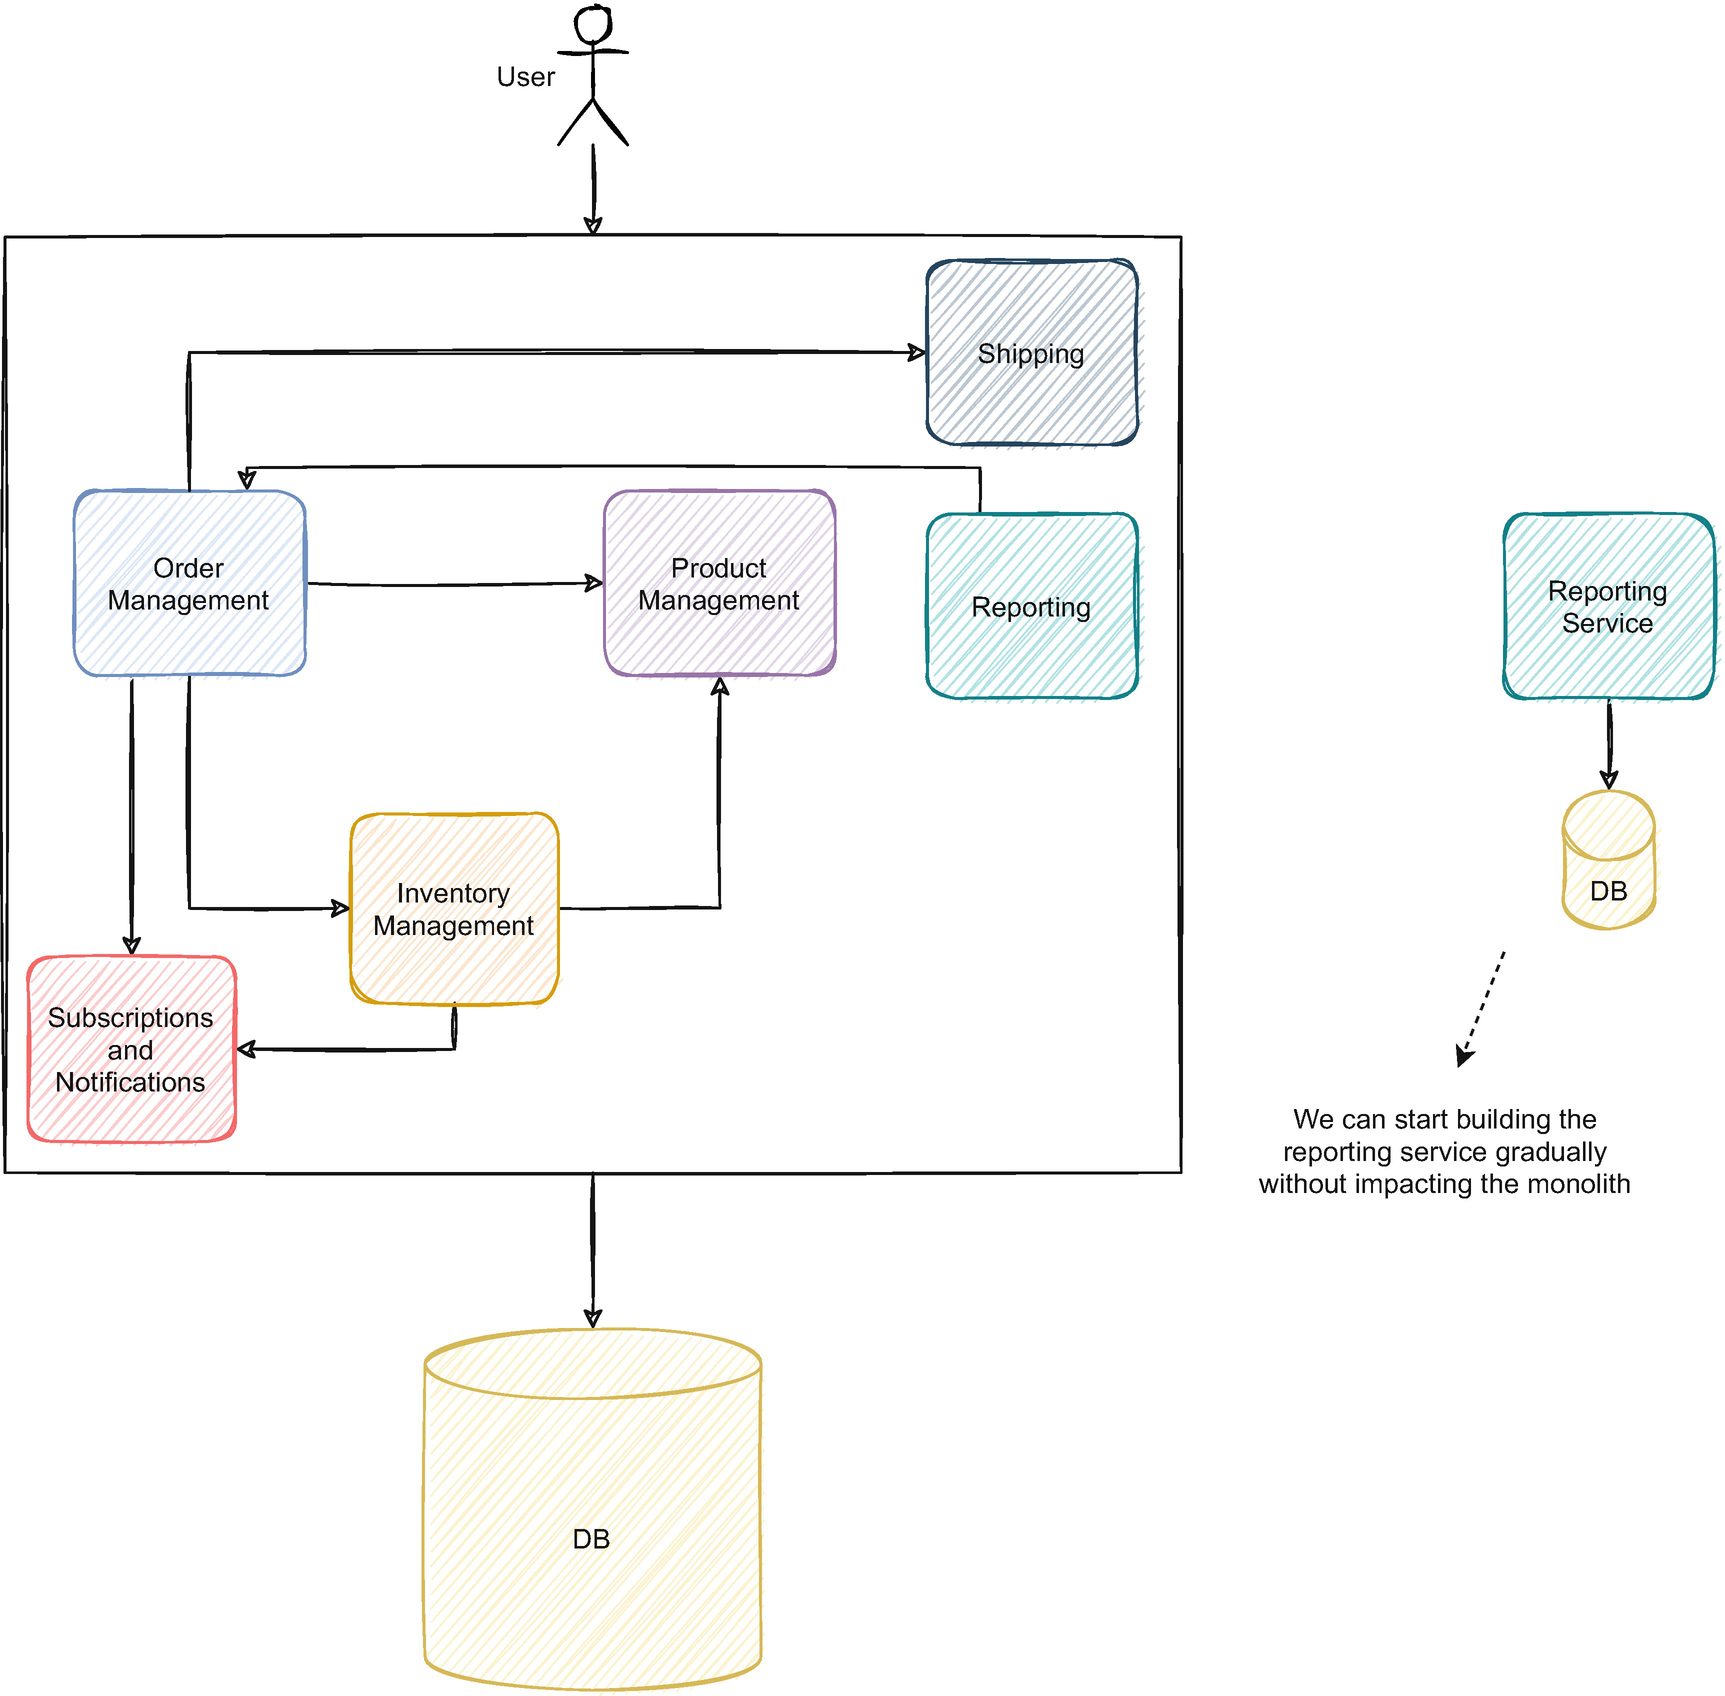 User
Shipping
Order
Management
Product
Management
Reporting
Reporting
Service
Inventory
Management
DB
Subscriptions
and
Notifications
We can start building the
reporting service gradually
without impacting the monolith
DB